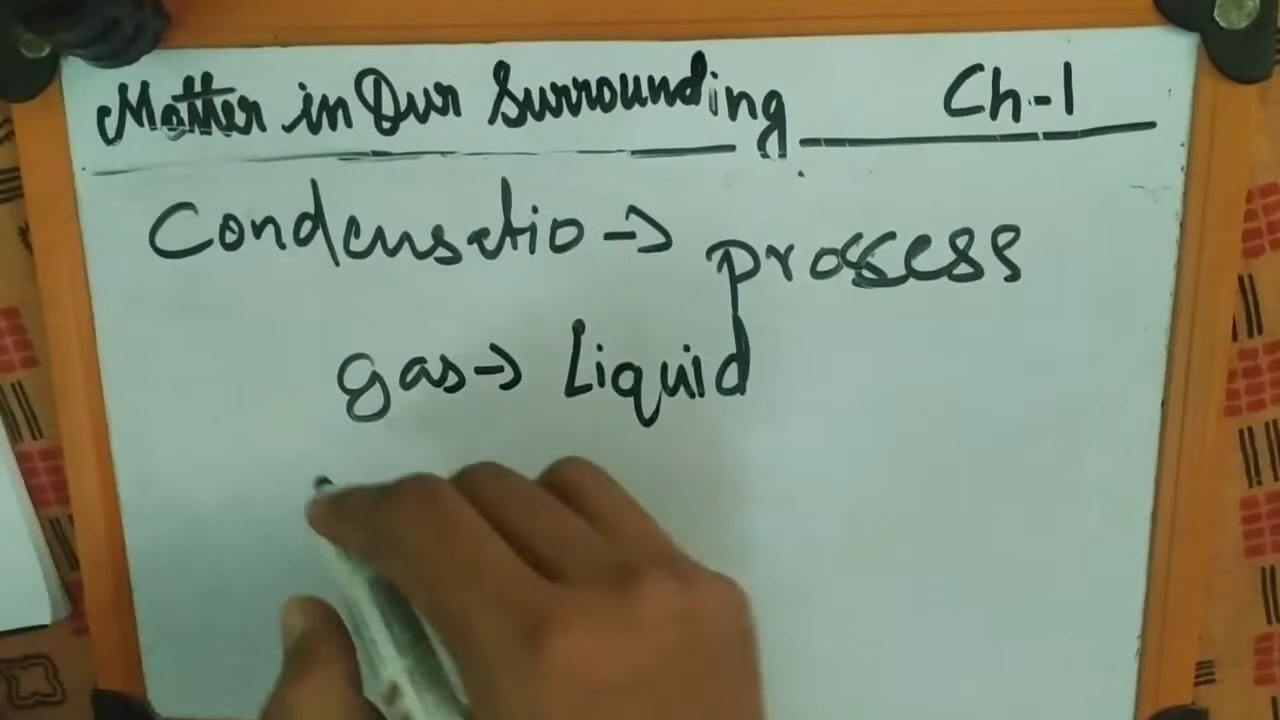 Matter in Our Surrounding Ch-1
Condensatio → prosess
gas → Liquid